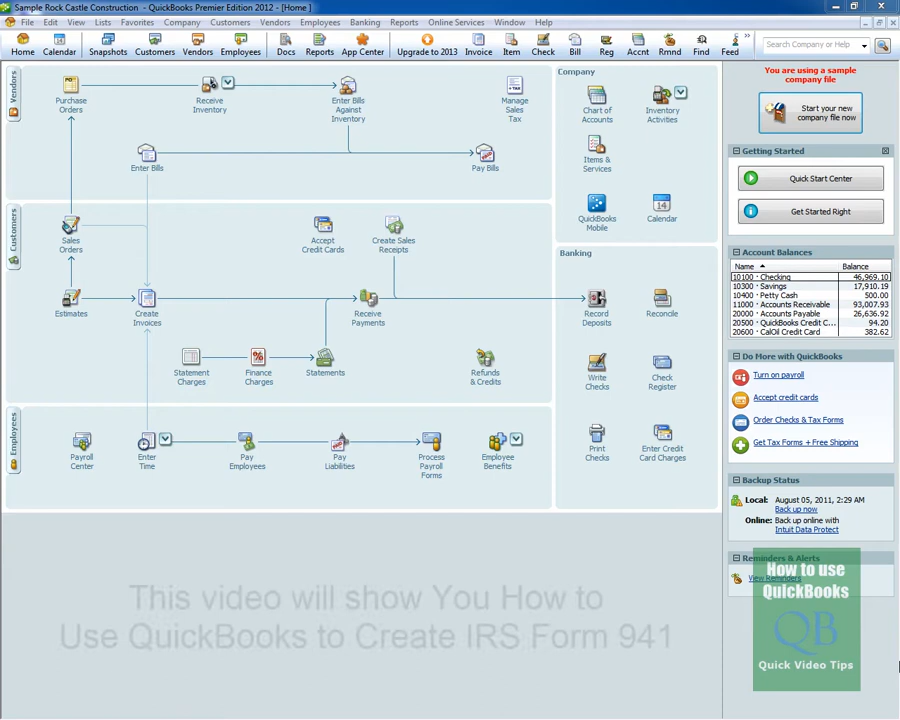 Sample Rock Castle Construction - QuickBooks Premier Edition 2012 - [Home ]
File Edit View Lists Favorites Company Customers Vendors Employees Banking Reports Online Services Window Help
Home Calendar Snapshots Customers Vendors Employees Docs Reports App Center Upgrade to 2013 Invoice Item Check Bill Reg Accnt Rmnd Find Feed »
Search Company or Help...
Vendors
Purchase
Orders
Receive
Inventory
Enter Bills
Against
Inventory
Manage
Sales
Tax
Enter Bills
Pay Bills
Customers
Sales
Orders
Accept
Credit Cards
Create Sales
Receipts
Estimates
Create
Invoices
Receive
Payments
Statement
Charges
Finance
Charges
Statements
Refunds
& Credits
Employees
Payroll
Center
Enter
Time
Pay
Employees
Pay
Liabilities
Process
Payroll
Forms
Employee
Benefits
Company
Chart of
Accounts
Inventory
Activities
Items &
Services
QuickBooks
Mobile
Calendar
Banking
Record
Deposits
Reconcile
Write
Checks
Check
Register
Print
Checks
Enter Credit
Card Charges
You are using a sample
company file
Start your new
company file now
Getting Started
Quick Start Center
Get Started Right
Account Balances
Name Balance
10100 · Checking 46,969.10
10300 · Savings 17,910.19
10400 · Petty Cash 500.00
11000 · Accounts Receivable 93,007.93
20000 · Accounts Payable 26,636.92
20500 · QuickBooks Credit C... 94.20
20600 · CalOil Credit Card 382.62
Do More with QuickBooks
Turn on payroll
Accept credit cards
Order Checks & Tax Forms
Get Tax Forms + Free Shipping
Backup Status
Local: August 05, 2011, 2:29 AM
Back up now
Online: Back up online with
Intuit Data Protect
Reminders & Alerts
View Reminders
How to use
QuickBooks
QB
Quick Video Tips
This video will show You How to
Use QuickBooks to Create IRS Form 941